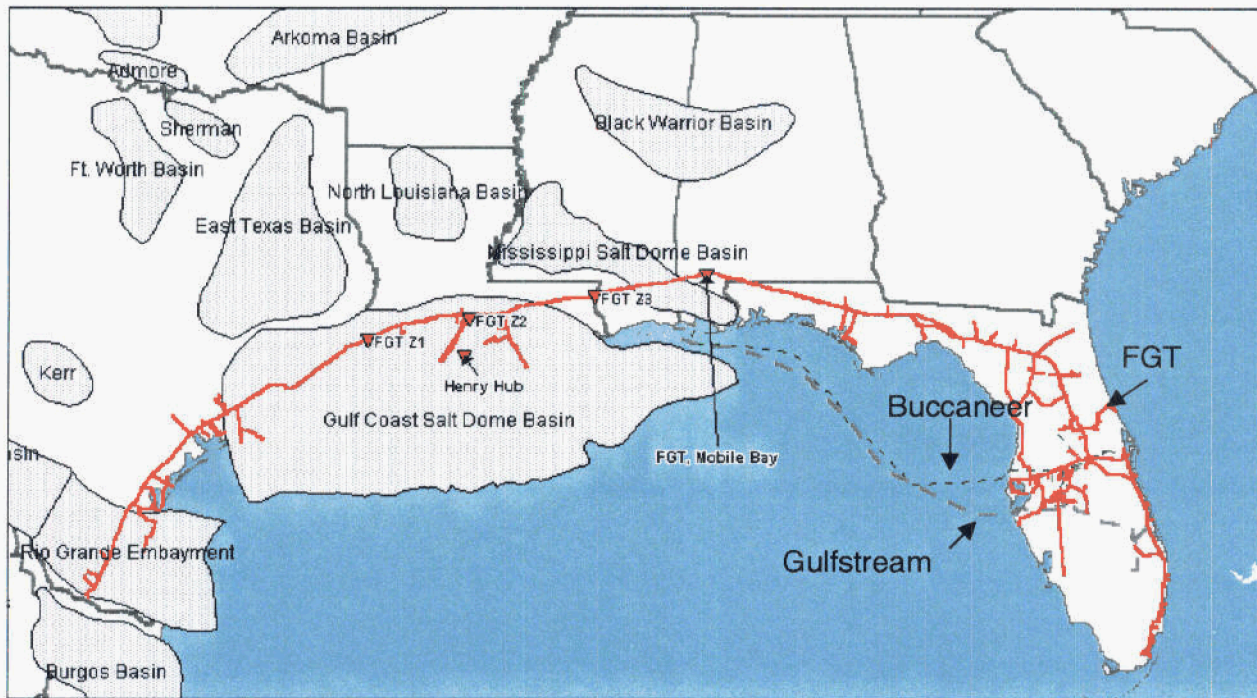 Arkoma Basin
Admore
Sherman
Black Warrior Basin
Ft. Worth Basin
North Louisiana Basin
East Texas Basin
Mississippi Salt Dome Basin
FGT Z3
FGT Z2
FGT Z1
Henry Hub
Kerr
FGT
Buccaneer
Gulf Coast Salt Dome Basin
FGT, Mobile Bay
asin
Rio Grande Embayment
Gulfstream
Burgos Basin